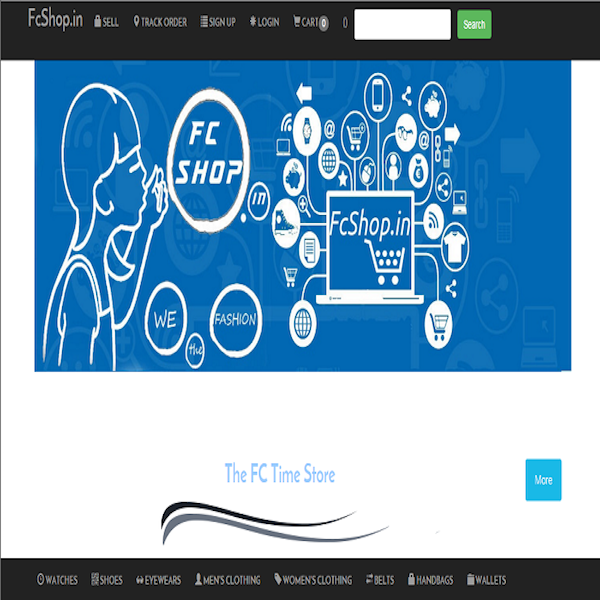 FcShop.in SELL TRACK ORDER SIGN UP LOGIN CART 0 () Search
FC
SHOP
.in
FcShop.in
WE
the
FASHION
The FC Time Store
More
WATCHES SHOES EYEWEARS MEN'S CLOTHING WOMEN'S CLOTHING BELTS HANDBAGS WALLETS